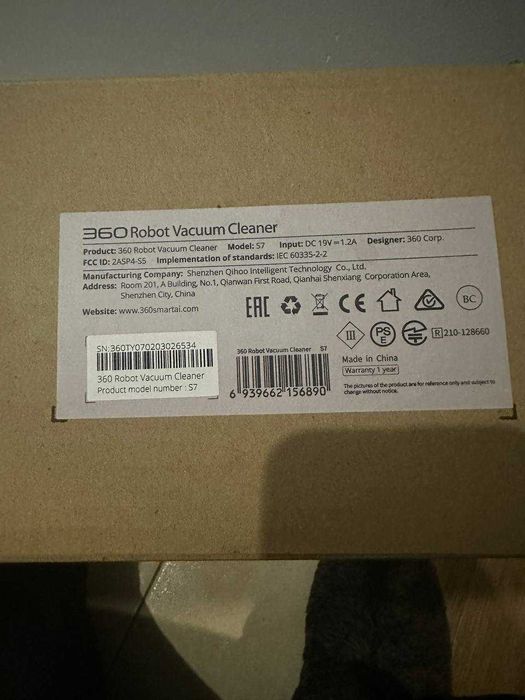 360 Robot Vacuum Cleaner
Product: 360 Robot Vacuum Cleaner Model: S7 Input: DC 19V⎓1.2A Designer: 360 Corp.
FCC ID: 2ASP4-S5 Implementation of standards: IEC 60335-2-2
Manufacturing Company: Shenzhen Qihoo Intelligent Technology Co., Ltd.
Address: Room 201, A Building, No.1, Qianwan First Road, Qianhai Shenxiang Corporation Area,
Shenzhen City, China
Website: www.360smartai.com
EAC CE BC
III PSE R 210-128660
SN:360TY070203026534
360 Robot Vacuum Cleaner
Product model number : S7
360 Robot Vacuum Cleaner S7
6 939662 156890
Made in China
Warranty 1 year
The pictures of the product are for reference only and subject to
change without notice.